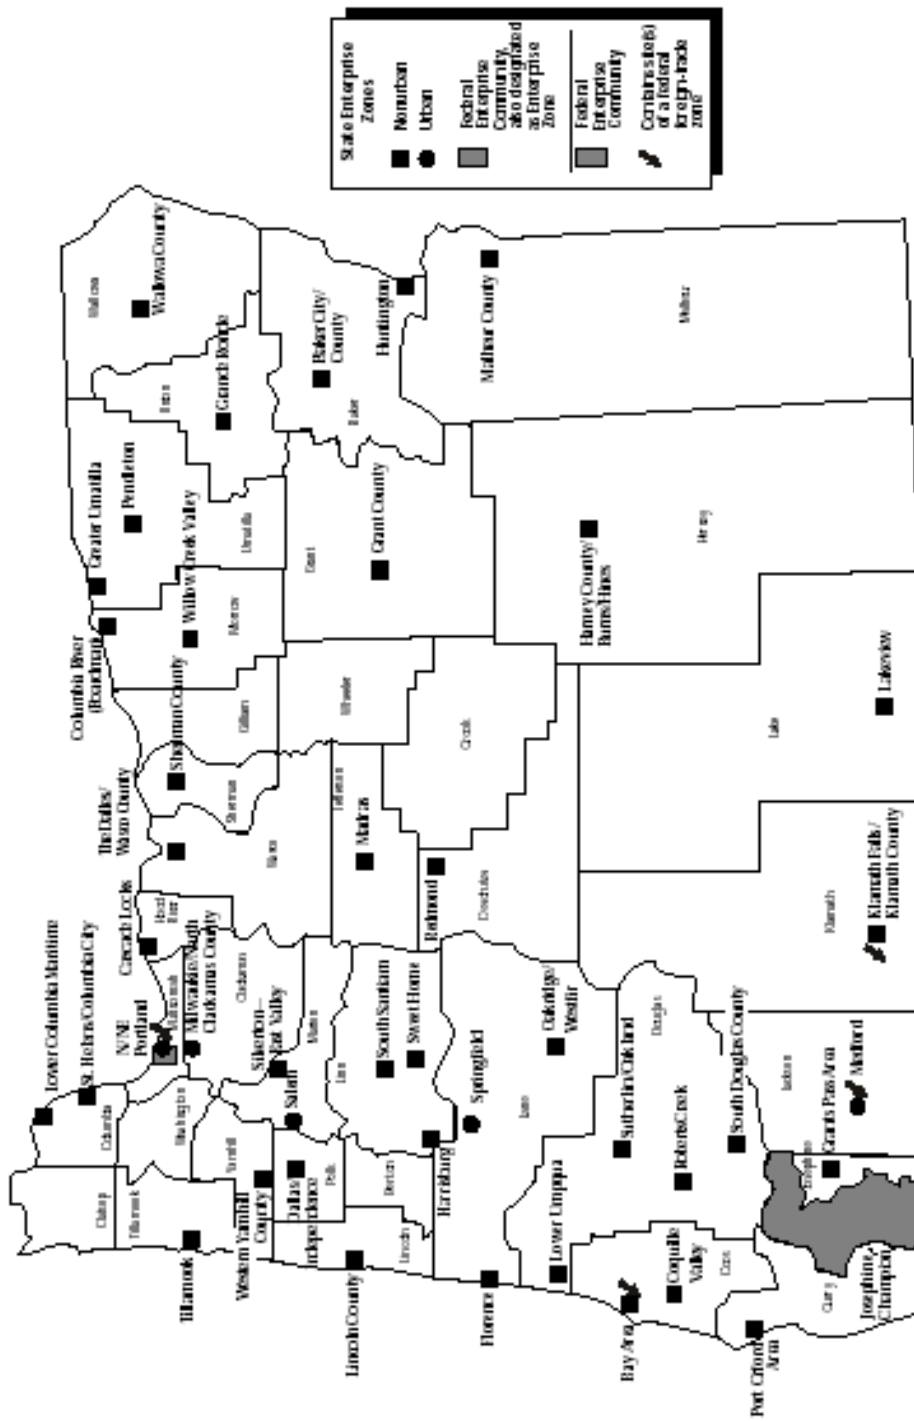 State Enterprise
Zones
Nonurban
Urban
Federal
Enterprise
Community,
also designated
as Enterprise
Zone
Federal
Enterprise
Community
Contains site(s)
of a federal
foreign-trade
zone
Lower Columbia Maritime
St. Helens/Columbia City
N/NE
Portland
Milwaukie/North
Clackamas County
Cascade Locks
The Dalles/
Wasco County
Sherman County
Columbia River
(Boardman)
Greater Umatilla
Pendleton
Willow Creek Valley
Grande Ronde
Wallowa County
Wallowa
Union
Umatilla
Morrow
Gilliam
Sherman
Wasco
Hood
River
Multnomah
Clackamas
Columbia
Clatsop
Tillamook
Washington
Yamhill
Tillamook
Western Yamhill
County
Dallas/
Independence
Polk
Salem
Silverton—
East Valley
Marion
Lincoln County
Lincoln
Benton
Linn
South Santiam
Sweet Home
Harrisburg
Springfield
Florence
Lane
Oakridge/
Westfir
Redmond
Deschutes
Madras
Jefferson
Wheeler
Crook
Grant
Grant County
Baker City/
County
Baker
Huntington
Malheur County
Malheur
Harney County/
Burns/Hines
Harney
Lower Umpqua
Sutherlin/Oakland
Douglas
Roberts Creek
South Douglas County
Bay Area
Coquille
Valley
Coos
Port Orford
Curry
Josephine
Champion
Josephine
Grants Pass Area
Jackson
Medford
Klamath
Klamath Falls/
Klamath County
Lake
Lakeview